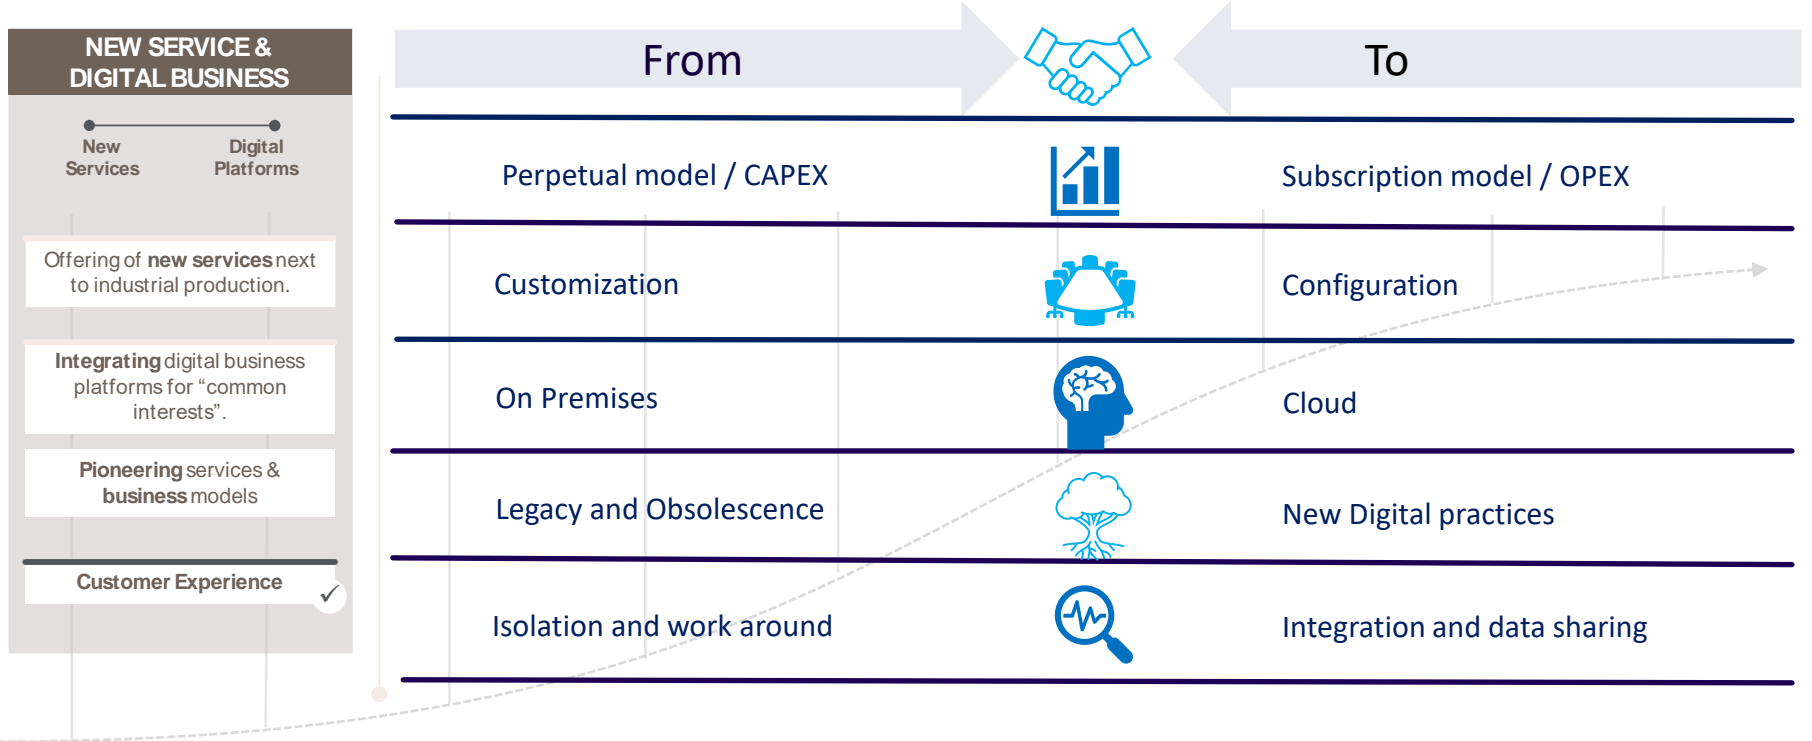 NEW SERVICE &
DIGITAL BUSINESS
New
Services
Digital
Platforms
Offering of new services next
to industrial production.
Integrating digital business
platforms for “common
interests”.
Pioneering services &
business models
Customer Experience
From
To
Perpetual model / CAPEX
Subscription model / OPEX
Customization
Configuration
On Premises
Cloud
Legacy and Obsolescence
New Digital practices
Isolation and work around
Integration and data sharing